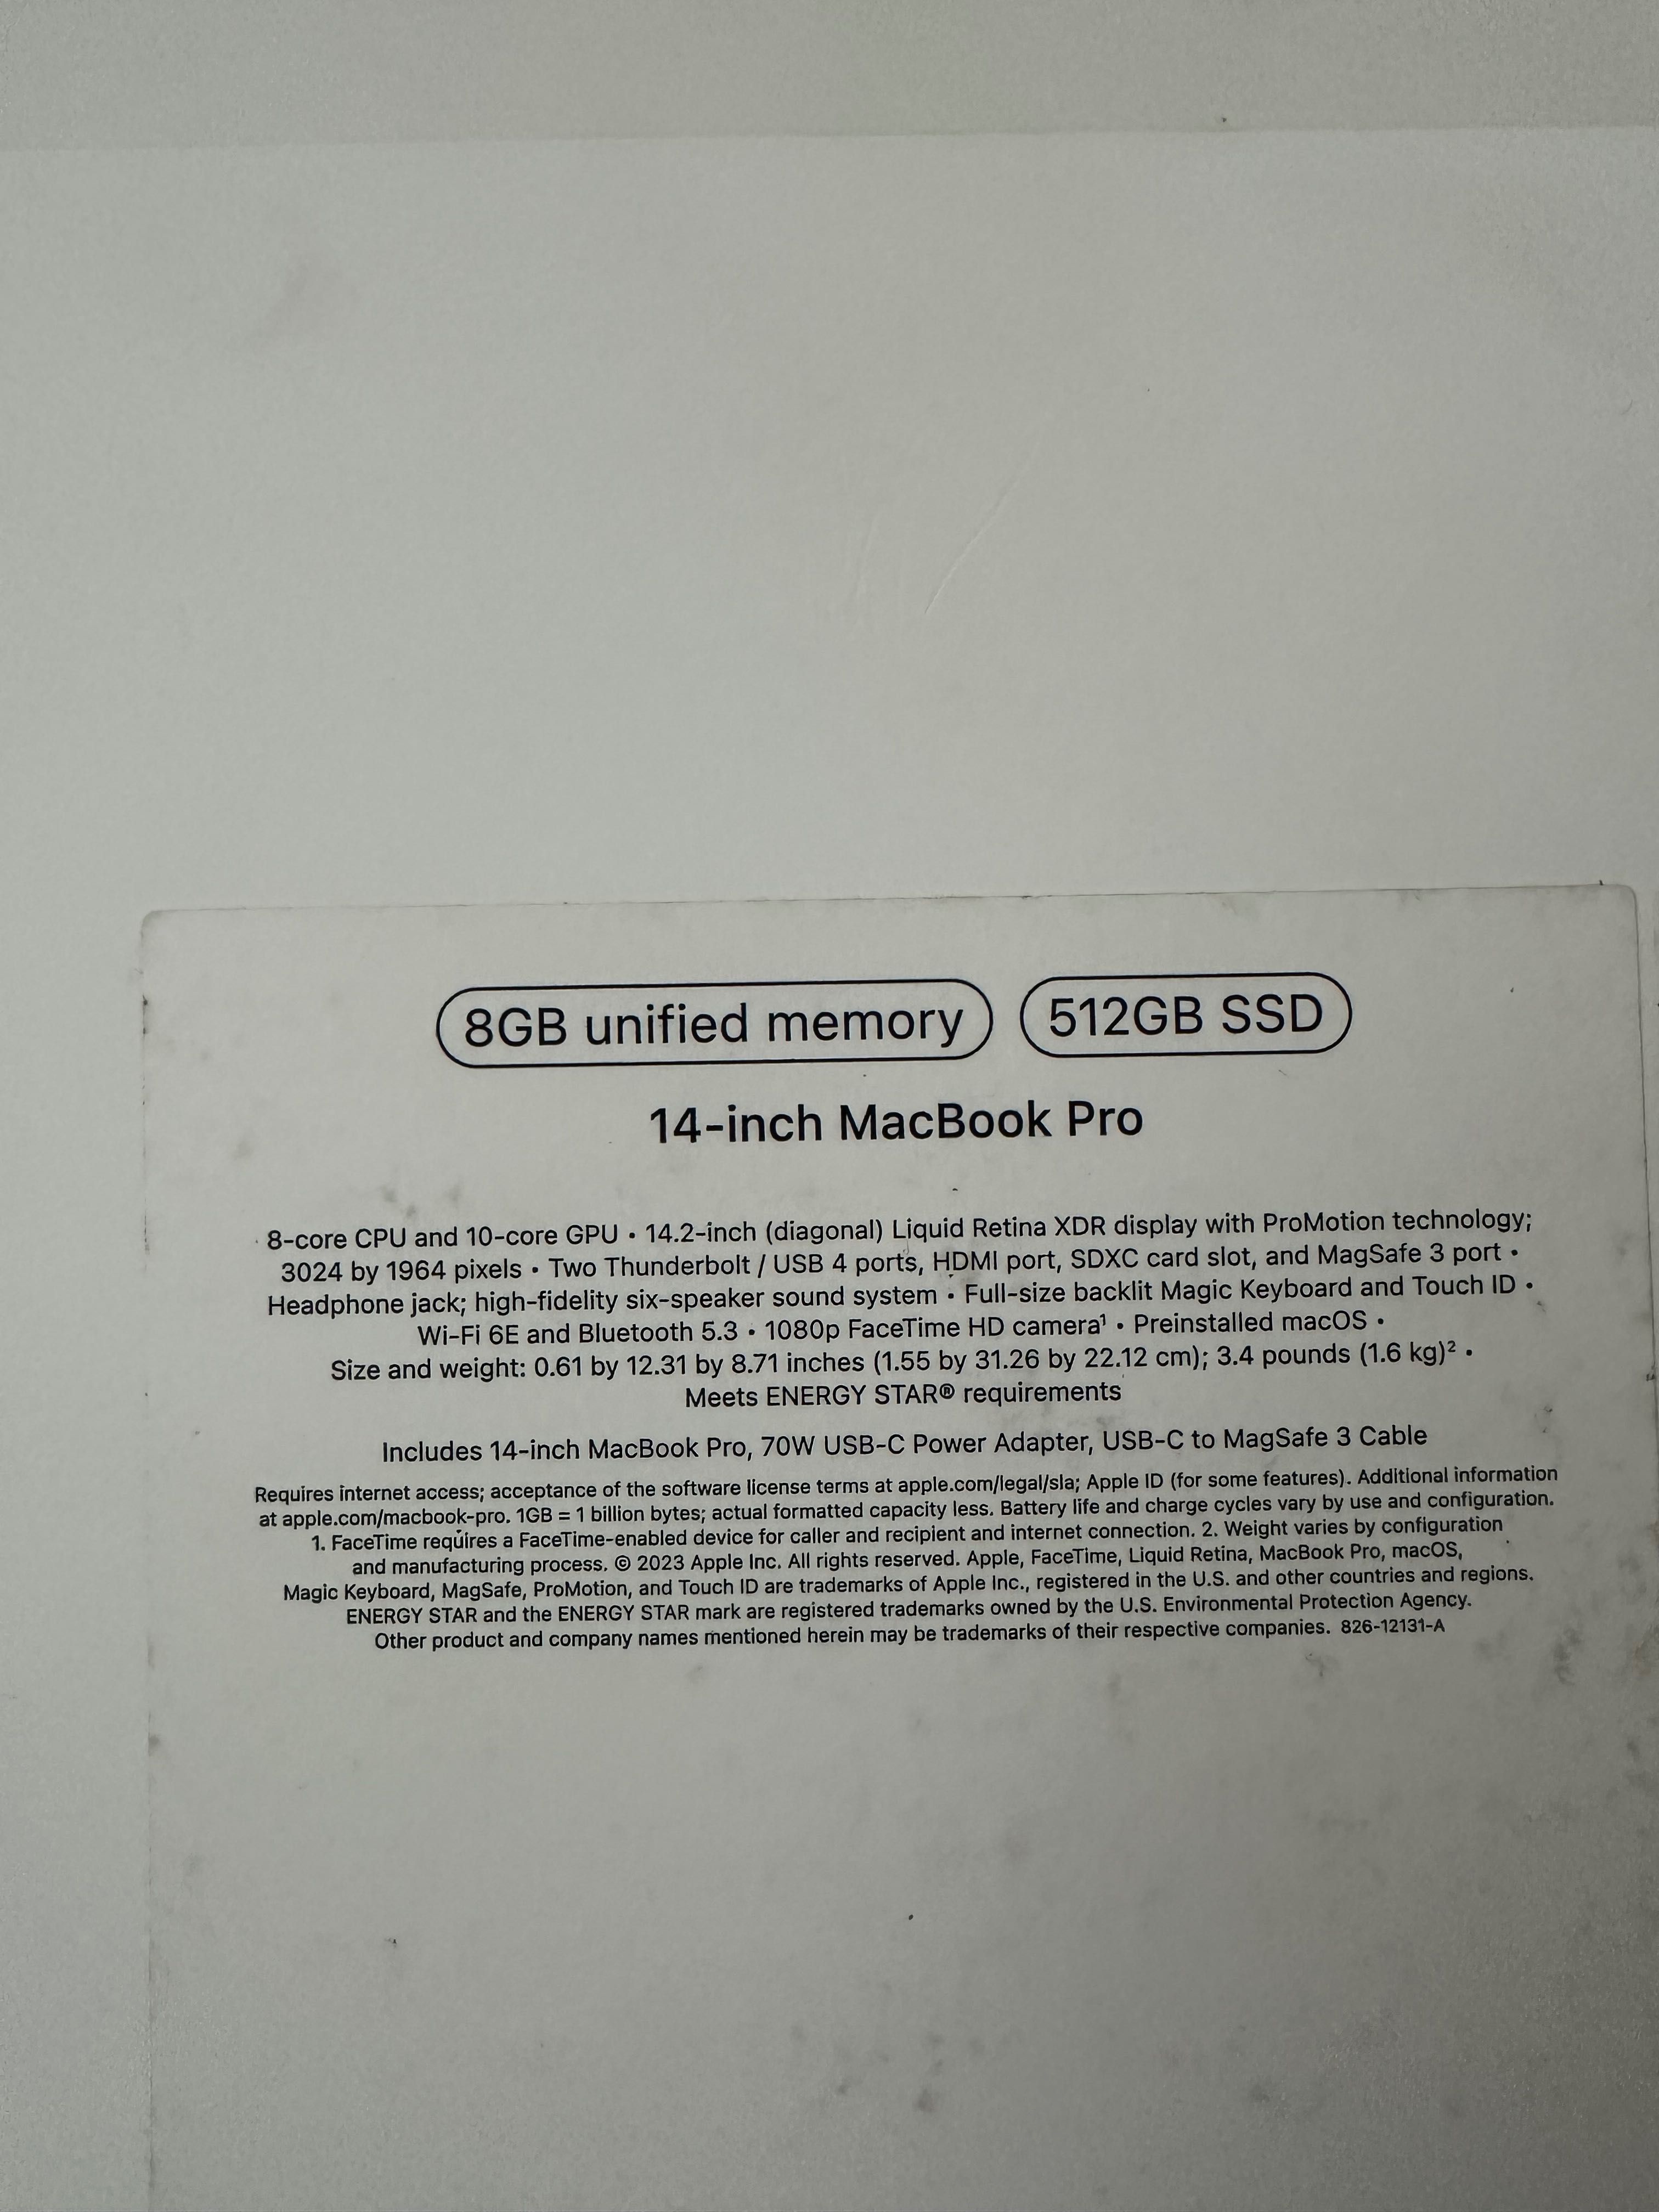 8GB unified memory 512GB SSD
14-inch MacBook Pro
8-core CPU and 10-core GPU • 14.2-inch (diagonal) Liquid Retina XDR display with ProMotion technology;
3024 by 1964 pixels • Two Thunderbolt / USB 4 ports, HDMI port, SDXC card slot, and MagSafe 3 port •
Headphone jack; high-fidelity six-speaker sound system • Full-size backlit Magic Keyboard and Touch ID •
Wi-Fi 6E and Bluetooth 5.3 • 1080p FaceTime HD camera¹ • Preinstalled macOS •
Size and weight: 0.61 by 12.31 by 8.71 inches (1.55 by 31.26 by 22.12 cm); 3.4 pounds (1.6 kg)² •
Meets ENERGY STAR® requirements
Includes 14-inch MacBook Pro, 70W USB-C Power Adapter, USB-C to MagSafe 3 Cable
Requires internet access; acceptance of the software license terms at apple.com/legal/sla; Apple ID (for some features). Additional information
at apple.com/macbook-pro. 1GB = 1 billion bytes; actual formatted capacity less. Battery life and charge cycles vary by use and configuration.
1. FaceTime requires a FaceTime-enabled device for caller and recipient and internet connection. 2. Weight varies by configuration
and manufacturing process. © 2023 Apple Inc. All rights reserved. Apple, FaceTime, Liquid Retina, MacBook Pro, macOS,
Magic Keyboard, MagSafe, ProMotion, and Touch ID are trademarks of Apple Inc., registered in the U.S. and other countries and regions.
ENERGY STAR and the ENERGY STAR mark are registered trademarks owned by the U.S. Environmental Protection Agency.
Other product and company names mentioned herein may be trademarks of their respective companies. 826-12131-A